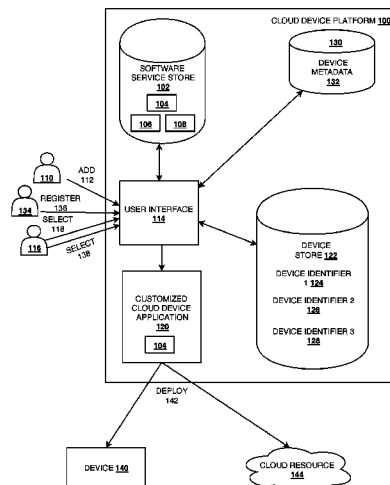 CLOUD DEVICE PLATFORM 100
SOFTWARE
SERVICE STORE
102
104
106
108
130
DEVICE
METADATA
132
110
ADD
112
134
REGISTER
136
SELECT
118
116
SELECT
138
USER INTERFACE
114
DEVICE
STORE 122
DEVICE IDENTIFIER
1 124
DEVICE IDENTIFIER 2
126
DEVICE IDENTIFIER 3
128
CUSTOMIZED
CLOUD DEVICE
APPLICATION
120
104
DEPLOY
142
DEVICE 140
CLOUD RESOURCE
144